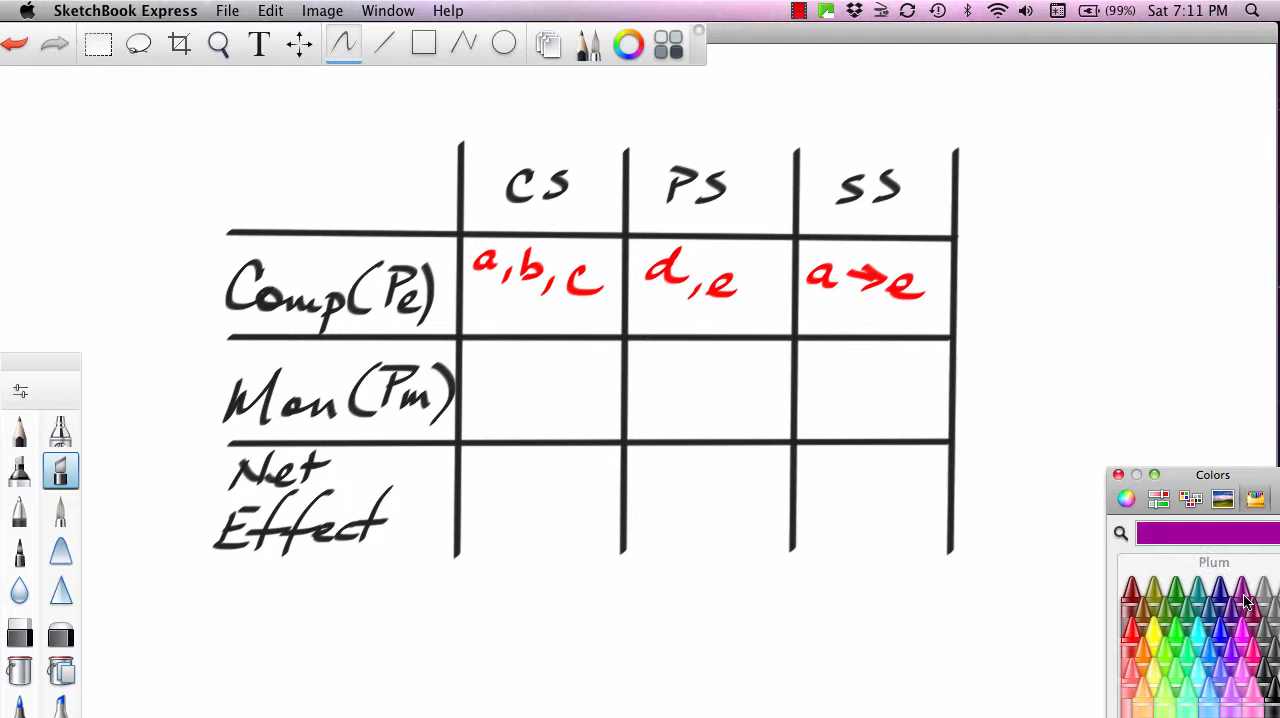 SketchBook Express File Edit Image Window Help (99%) Sat 7:11 PM
T
CS PS SS
Comp(Pe) a,b,c d,e a→e
Mon(Pm)
Net
Effect
Colors
Plum